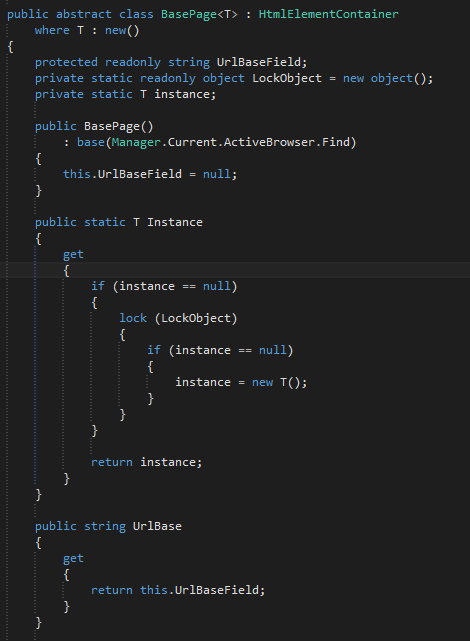 public abstract class BasePage<T> : HtmlElementContainer
    where T : new()
{
    protected readonly string UrlBaseField;
    private static readonly object LockObject = new object();
    private static T instance;

    public BasePage()
        : base(Manager.Current.ActiveBrowser.Find)
    {
        this.UrlBaseField = null;
    }

    public static T Instance
    {
        get
        {
            if (instance == null)
            {
                lock (LockObject)
                {
                    if (instance == null)
                    {
                        instance = new T();
                    }
                }
            }

            return instance;
        }
    }

    public string UrlBase
    {
        get
        {
            return this.UrlBaseField;
        }
    }